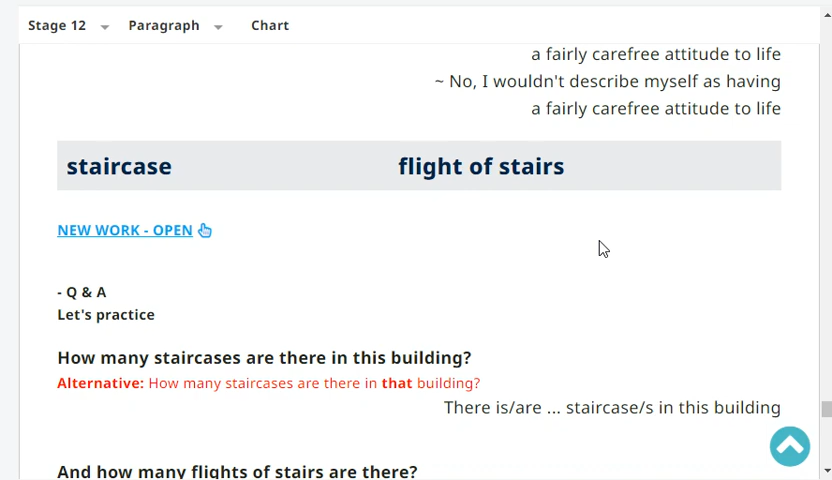 Stage 12 Paragraph Chart
a fairly carefree attitude to life
~ No, I wouldn't describe myself as having
a fairly carefree attitude to life
staircase flight of stairs
NEW WORK - OPEN
- Q & A
Let's practice
How many staircases are there in this building?
Alternative: How many staircases are there in that building?
There is/are ... staircase/s in this building
And how many flights of stairs are there?